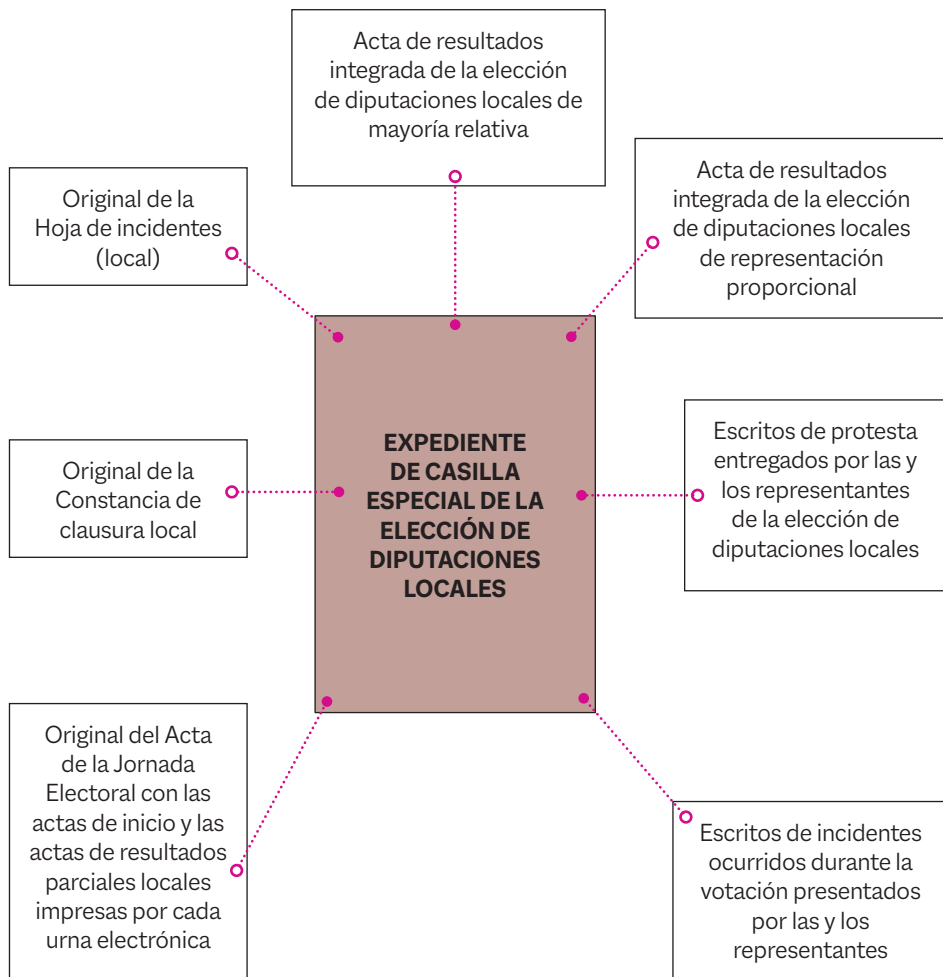 Acta de resultados
integrada de la elección
de diputaciones locales de
mayoría relativa
Acta de resultados
integrada de la elección
de diputaciones locales
de representación
proporcional
Original de la
Hoja de incidentes
(local)
EXPEDIENTE
DE CASILLA
ESPECIAL DE LA
ELECCIÓN DE
DIPUTACIONES
LOCALES
Escritos de protesta
entregados por las y
los representantes
de la elección de
diputaciones locales
Original de la
Constancia de
clausura local
Original del Acta
de la Jornada
Electoral con las
actas de inicio y las
actas de resultados
parciales locales
impresas por cada
urna electrónica
Escritos de incidentes
ocurridos durante la
votación presentados
por las y los
representantes